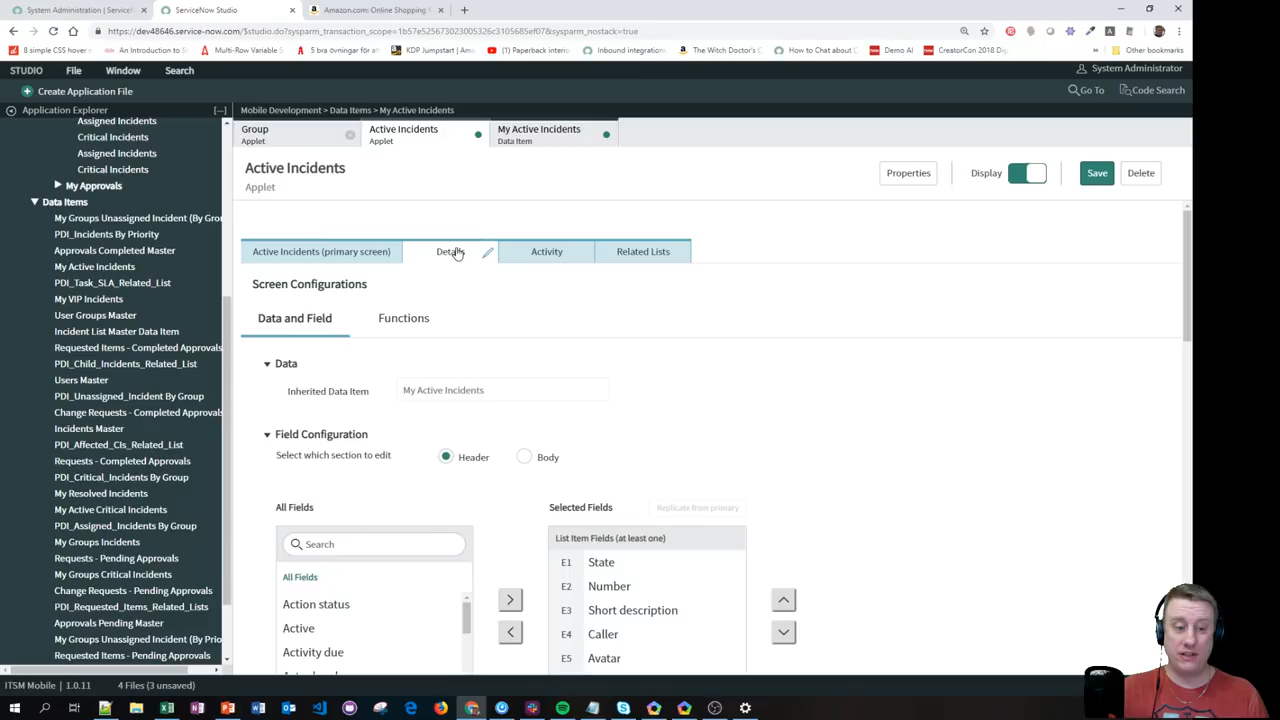 System Administration | ServiceN
ServiceNow Studio
Amazon.com: Online Shopping fo
https://dev48646.service-now.com/$studio.do?sysparm_transaction_scope=1b57e5272365326c3105685ef07&sysparm_nostack=true
8 simple CSS hover
An Introduction to S
Multi-Row Variable S
5 bra övningar för att
KDP Jumpstart | Am
(1) Paperback interio
Inbound integration
The Witch Doctor's C
How to Chat about C
Demo AI
CreatorCon 2018 Digi
»
Other bookmarks
STUDIO
File
Window
Search
System Administrator
Create Application File
Go To
Code Search
Application Explorer
[—]
Mobile Development > Data Items > My Active Incidents
Assigned Incidents
Critical Incidents
Assigned Incidents
Critical Incidents
My Approvals
Data Items
My Groups Unassigned Incident (By Grou
PDI_Incidents By Priority
Approvals Completed Master
My Active Incidents
PDI_Task_SLA_Related_List
My VIP Incidents
User Groups Master
Incident List Master Data Item
Requested Items - Completed Approvals
PDI_Child_Incidents_Related_List
Users Master
PDI_Unassigned_Incident By Group
Change Requests - Completed Approvals
Incidents Master
PDI_Affected_CIs_Related_List
Requests - Completed Approvals
PDI_Critical_Incidents By Group
My Resolved Incidents
My Active Critical Incidents
PDI_Assigned_Incidents By Group
My Groups Incidents
Requests - Pending Approvals
My Groups Critical Incidents
Change Requests - Pending Approvals
PDI_Requested_Items_Related_Lists
Approvals Pending Master
My Groups Unassigned Incident (By Prio
Requested Items - Pending Approvals
Group
Applet
Active Incidents
Applet
My Active Incidents
Data Item
Active Incidents
Applet
Properties
Display
Save
Delete
Active Incidents (primary screen)
Details
Activity
Related Lists
Screen Configurations
Data and Field
Functions
Data
Inherited Data Item
My Active Incidents
Field Configuration
Select which section to edit
Header
Body
All Fields
Selected Fields
Replicate from primary
Search
All Fields
Action status
Active
Activity due
List Item Fields (at least one)
E1 State
E2 Number
E3 Short description
E4 Caller
E5 Avatar
ITSM Mobile | 1.0.11
4 Files (3 unsaved)